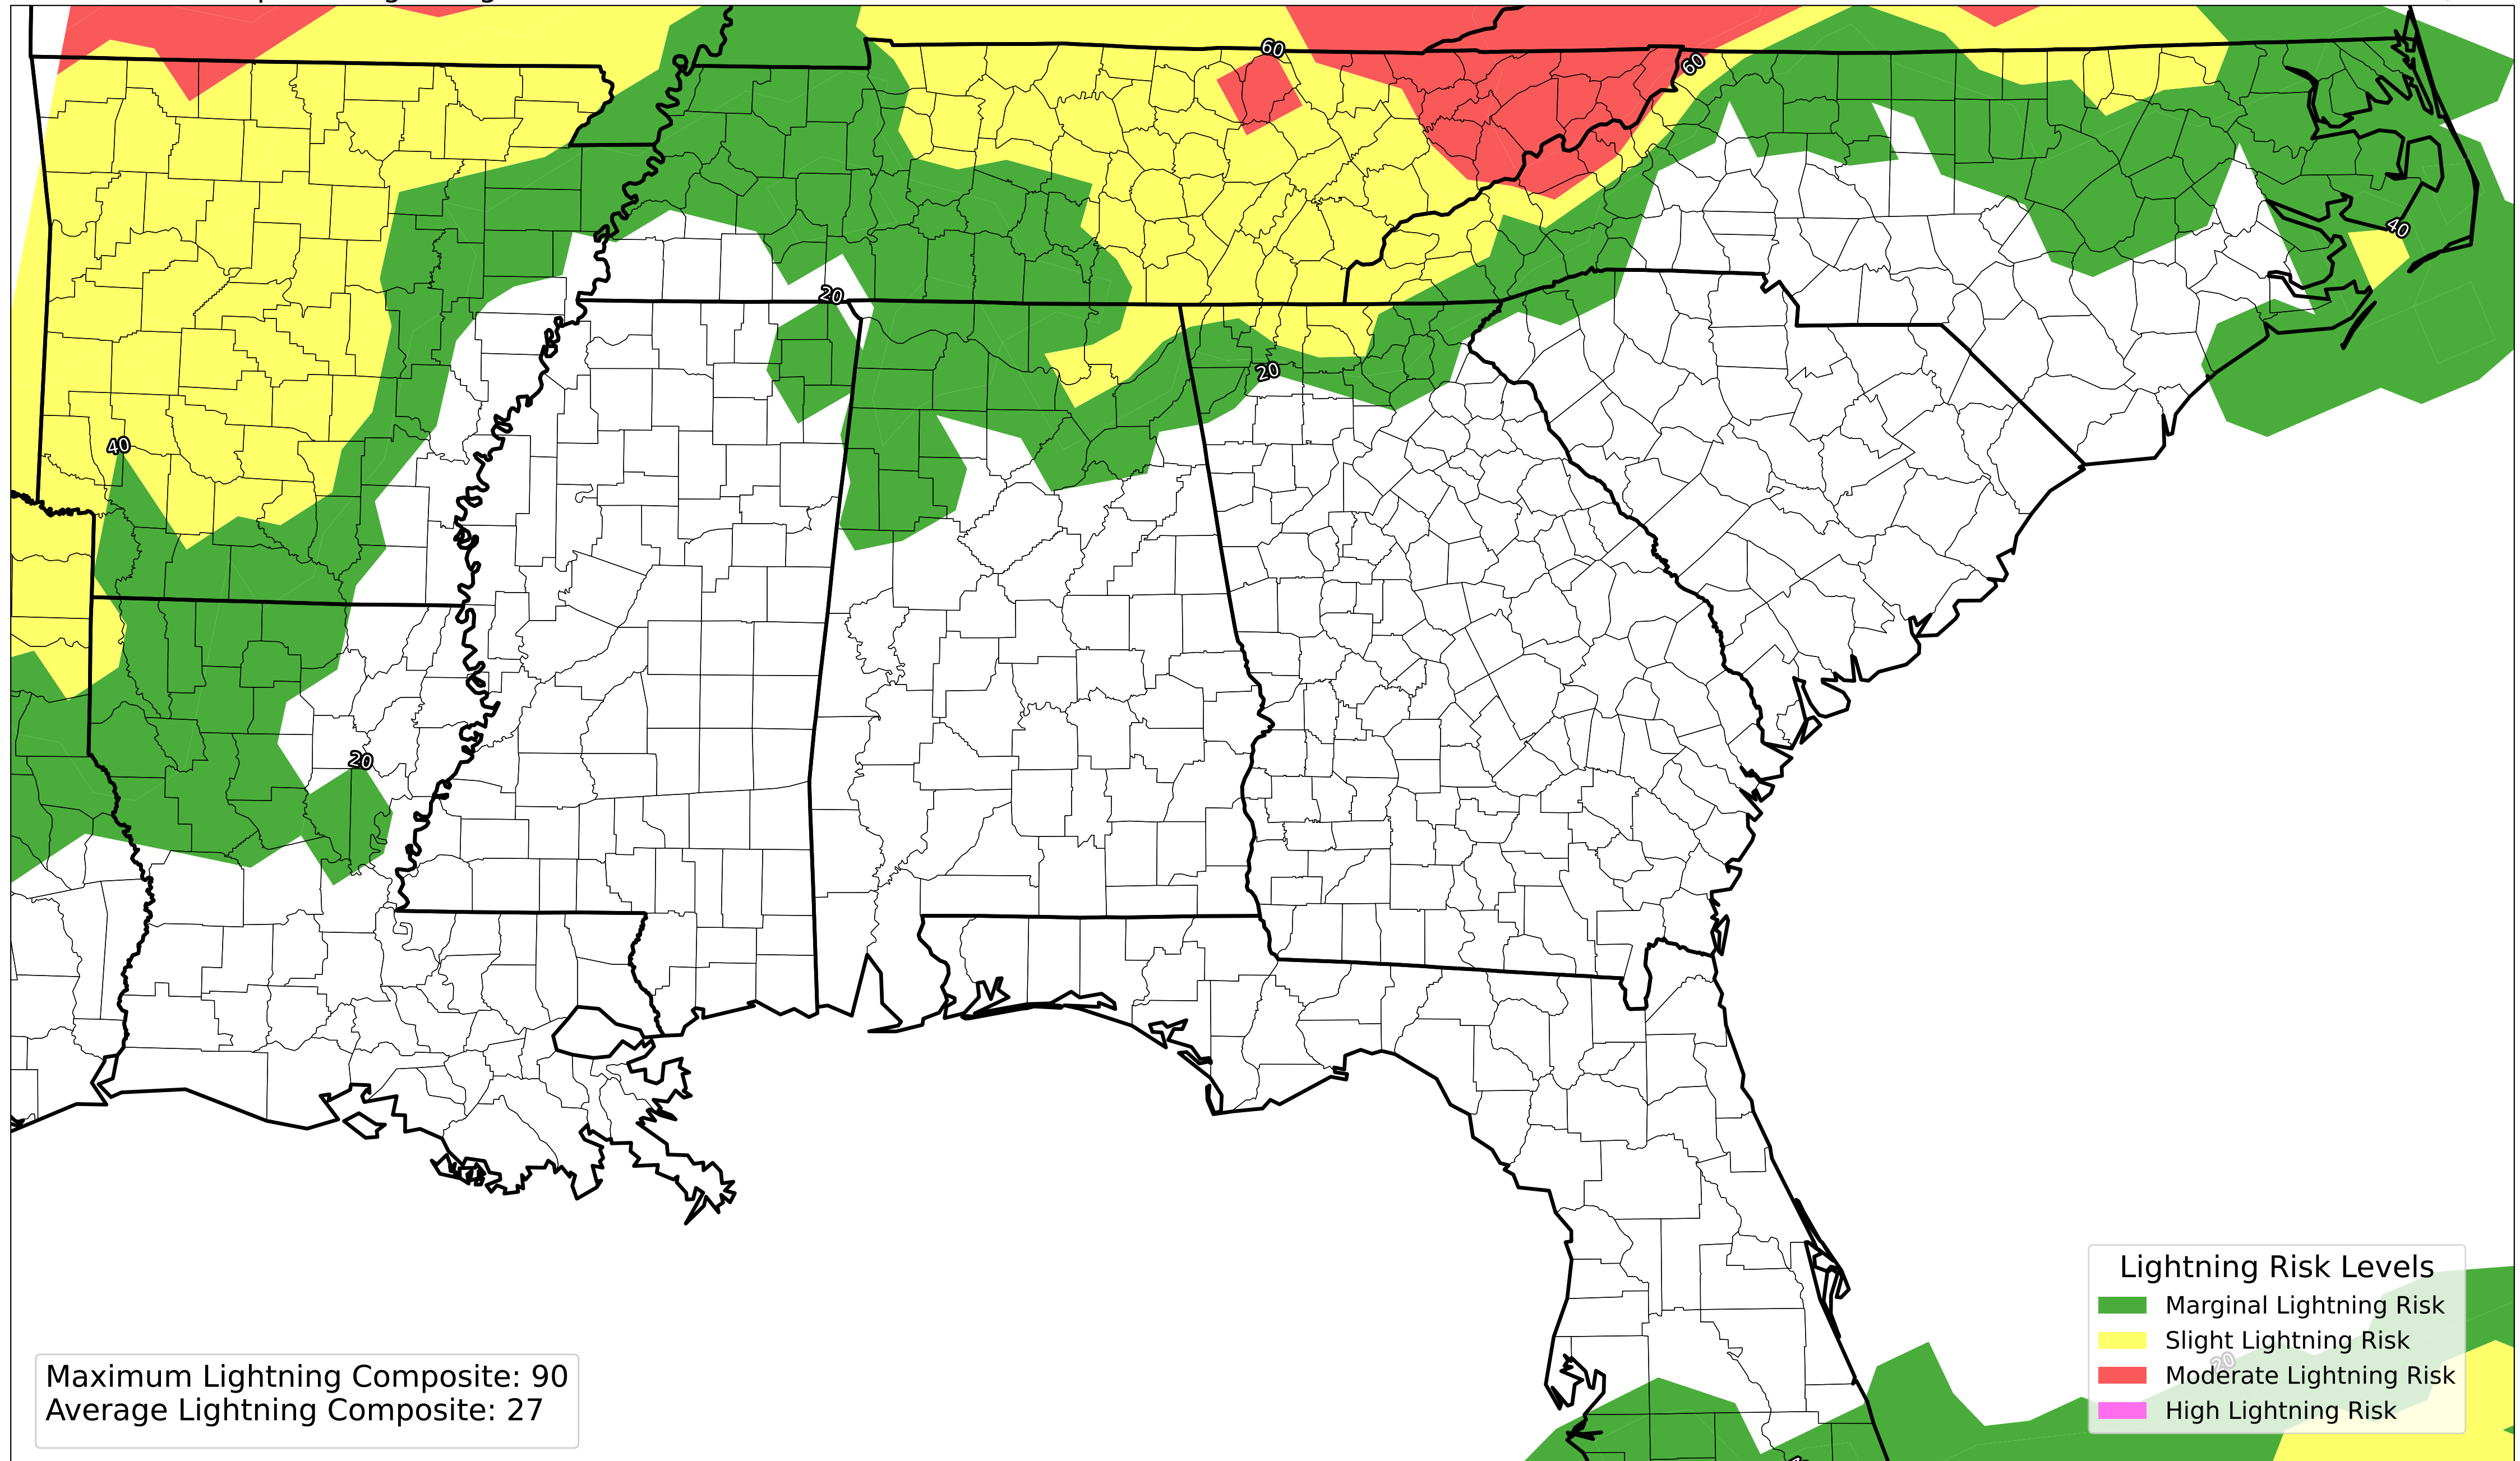 60
60
40
20
20
40
20
20
Lightning Risk Levels
Marginal Lightning Risk
Slight Lightning Risk
Moderate Lightning Risk
High Lightning Risk
Maximum Lightning Composite: 90
Average Lightning Composite: 27